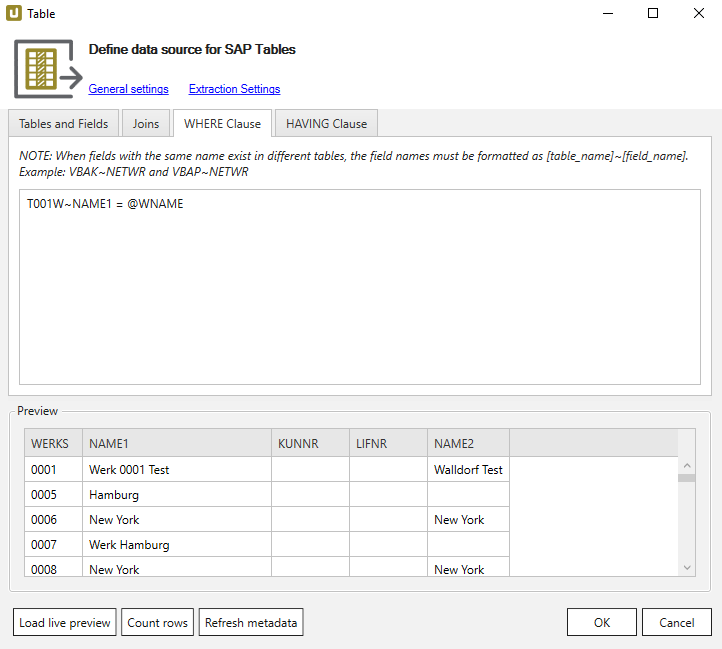 Table
Define data source for SAP Tables
General settings Extraction Settings
Tables and Fields Joins WHERE Clause HAVING Clause
NOTE: When fields with the same name exist in different tables, the field names must be formatted as [table_name]~[field_name].
Example: VBAK~NETWR and VBAP~NETWR
T001W~NAME1 = @WNAME
Preview
WERKS NAME1 KUNNR LIFNR NAME2
0001 Werk 0001 Test Walldorf Test
0005 Hamburg
0006 New York New York
0007 Werk Hamburg
0008 New York New York
Load live preview Count rows Refresh metadata OK Cancel